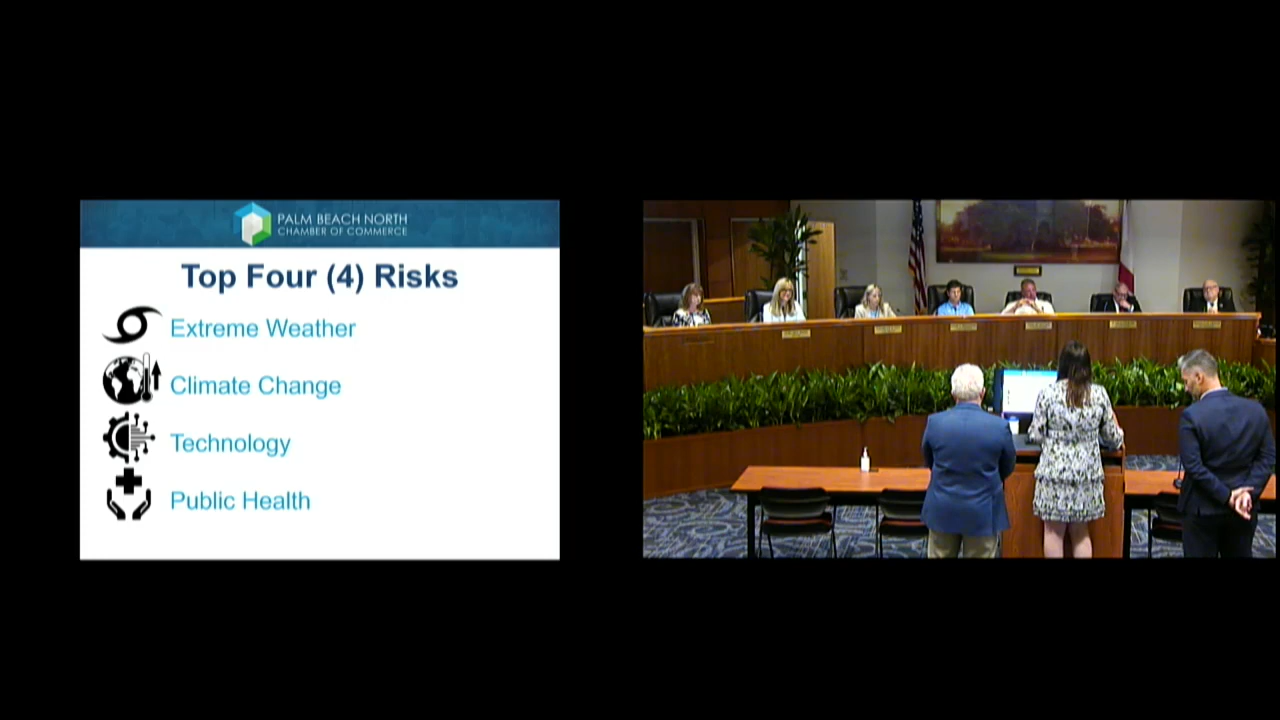 PALM BEACH NORTH
CHAMBER OF COMMERCE
Top Four (4) Risks
Extreme Weather
Climate Change
Technology
Public Health